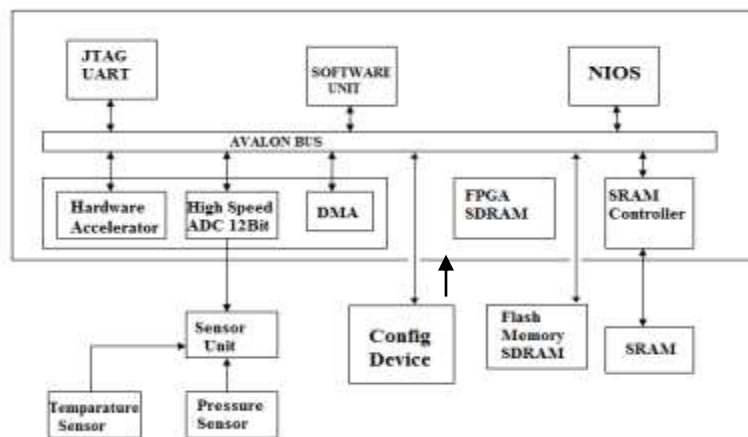 JTAG
UART
SOFTWARE
UNIT
NIOS
AVALON BUS
Hardware
Accelerator
High Speed
ADC 12Bit
DMA
FPGA
SDRAM
SRAM
Controller
Sensor
Unit
Config
Device
Flash
Memory
SDRAM
SRAM
Temparature
Sensor
Pressure
Sensor